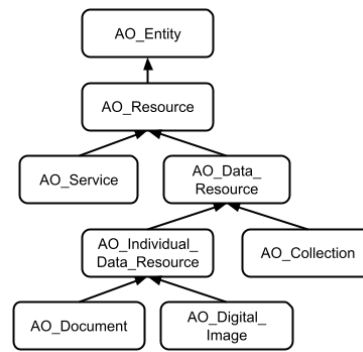 AO_Entity
AO_Resource
AO_Service
AO_Data_
Resource
AO_Individual_
Data_Resource
AO_Collection
AO_Document
AO_Digital_
Image